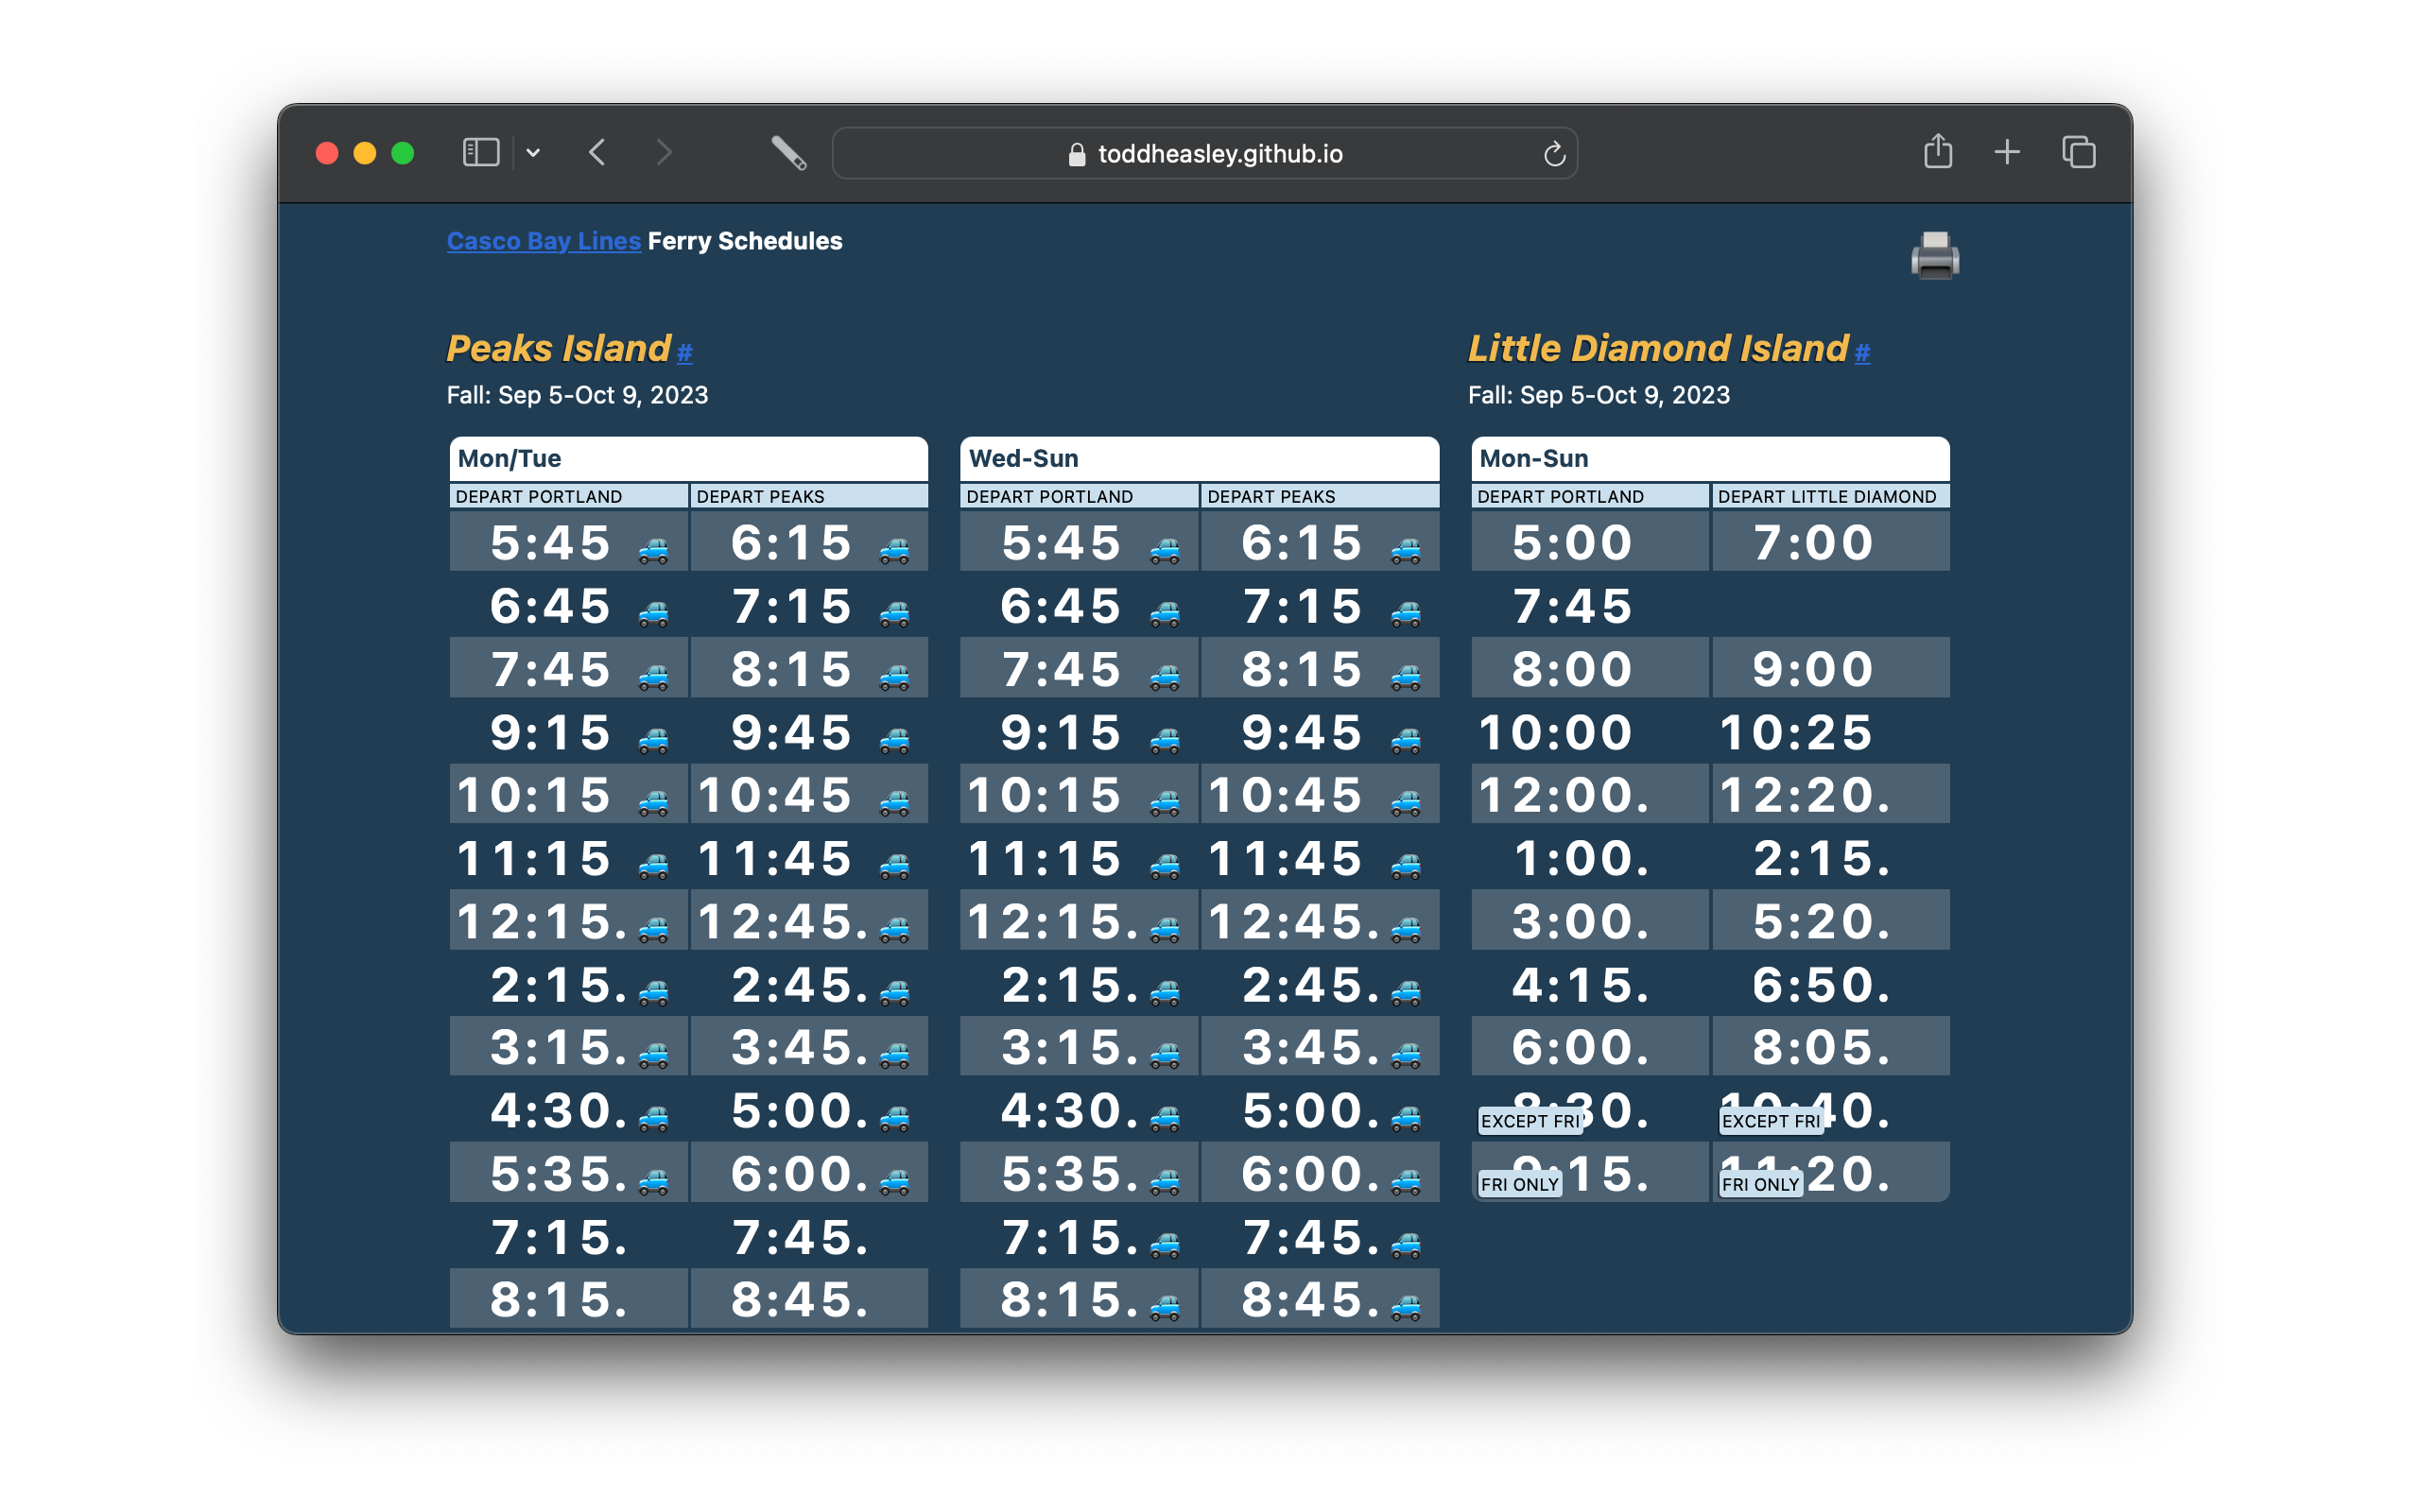 toddheasley.github.io
Casco Bay Lines Ferry Schedules
Peaks Island #
Fall: Sep 5-Oct 9, 2023
Mon/Tue
DEPART PORTLAND DEPART PEAKS
5:45 6:15
6:45 7:15
7:45 8:15
9:15 9:45
10:15 10:45
11:15 11:45
12:15. 12:45.
2:15. 2:45.
3:15. 3:45.
4:30. 5:00.
5:35. 6:00.
7:15. 7:45.
8:15. 8:45.
Wed-Sun
DEPART PORTLAND DEPART PEAKS
5:45 6:15
6:45 7:15
7:45 8:15
9:15 9:45
10:15 10:45
11:15 11:45
12:15. 12:45.
2:15. 2:45.
3:15. 3:45.
4:30. 5:00.
5:35. 6:00.
7:15. 7:45.
8:15. 8:45.
Little Diamond Island #
Fall: Sep 5-Oct 9, 2023
Mon-Sun
DEPART PORTLAND DEPART LITTLE DIAMOND
5:00 7:00
7:45
8:00 9:00
10:00 10:25
12:00. 12:20.
1:00. 2:15.
3:00. 5:20.
4:15. 6:50.
6:00. 8:05.
8:30. EXCEPT FRI 10:40. EXCEPT FRI
9:15. FRI ONLY 11:20. FRI ONLY